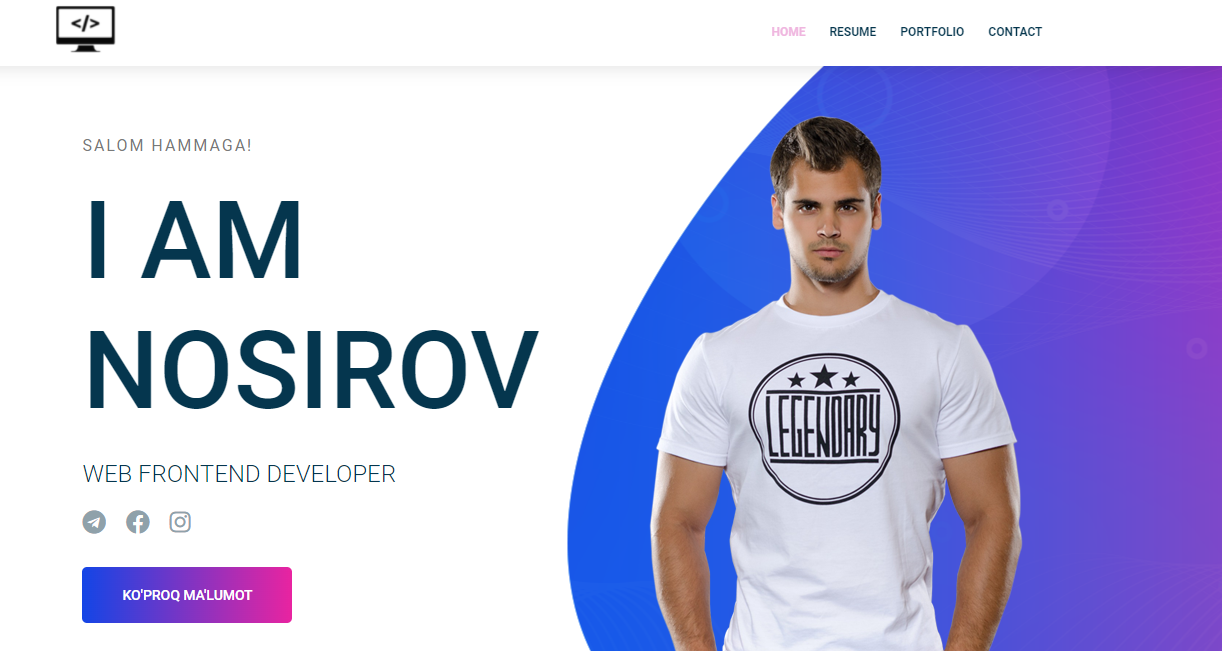 </>
HOME RESUME PORTFOLIO CONTACT
SALOM HAMMAGA!
I AM
NOSIROV
WEB FRONTEND DEVELOPER
KO'PROQ MA'LUMOT
LEGENDARY